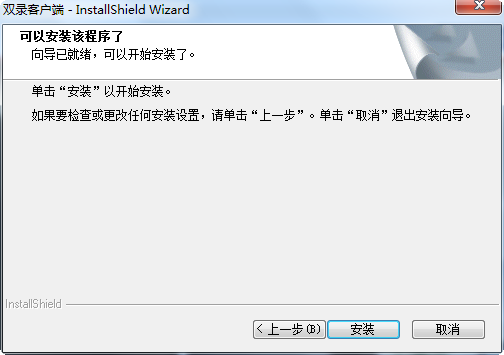 双录客户端 - InstallShield Wizard
可以安装该程序了
向导已就绪，可以开始安装了。
单击“安装”以开始安装。
如果要检查或更改任何安装设置，请单击“上一步”。单击“取消”退出安装向导。
InstallShield
< 上一步(B)
安装
取消